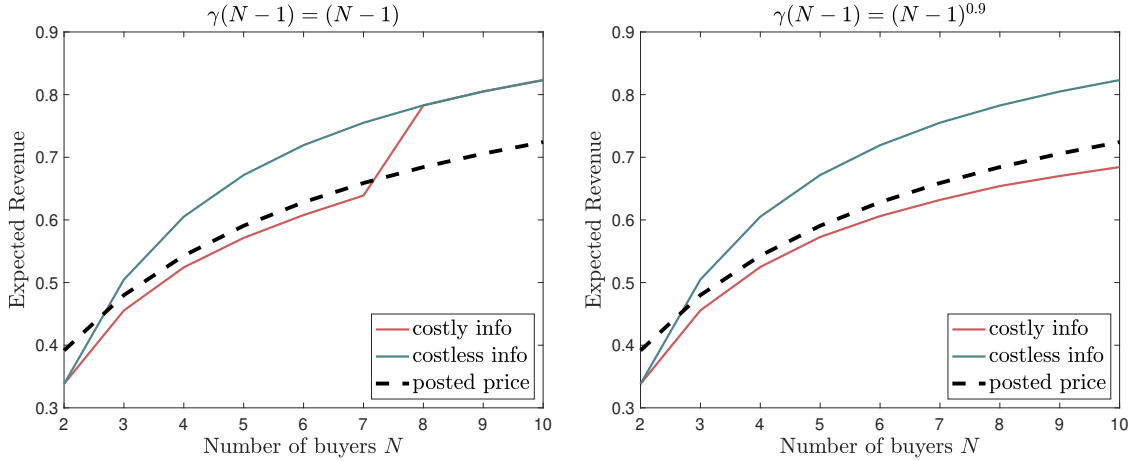 γ(N − 1) = (N − 1)
0.9
0.8
0.7
0.6
0.5
0.4
0.3
Expected Revenue
2 3 4 5 6 7 8 9 10
Number of buyers N
costly info
costless info
posted price
γ(N − 1) = (N − 1)^0.9
0.9
0.8
0.7
0.6
0.5
0.4
0.3
Expected Revenue
2 3 4 5 6 7 8 9 10
Number of buyers N
costly info
costless info
posted price